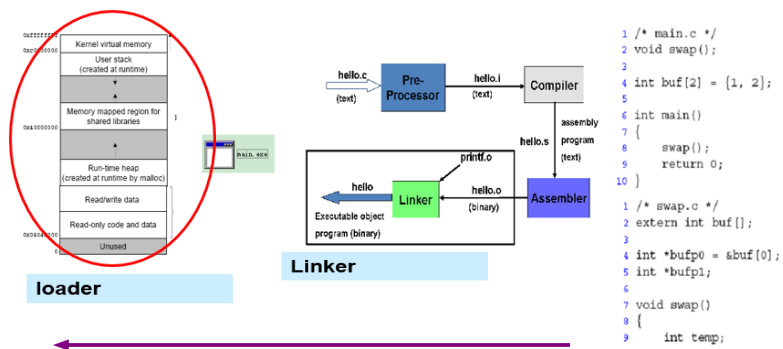 0xffffffff
0xc0000000
Kernel virtual memory
User stack
(created at runtime)
Memory mapped region for
shared libraries
0x40000000
Run-time heap
(created at runtime by malloc)
Read/write data
Read-only code and data
0x08048000
Unused
0
loader
main.exe
hello.c
(text)
Pre-
Processor
hello.i
(text)
Compiler
hello.s
assembly
program
(text)
Assembler
hello.o
(binary)
printf.o
Linker
hello
Executable object
program (binary)
Linker
1 /* main.c */
2 void swap();
3
4 int buf[2] = {1, 2};
5
6 int main()
7 {
8 swap();
9 return 0;
10 }
1 /* swap.c */
2 extern int buf[];
3
4 int *bufp0 = &buf[0];
5 int *bufp1;
6
7 void swap()
8 {
9 int temp;